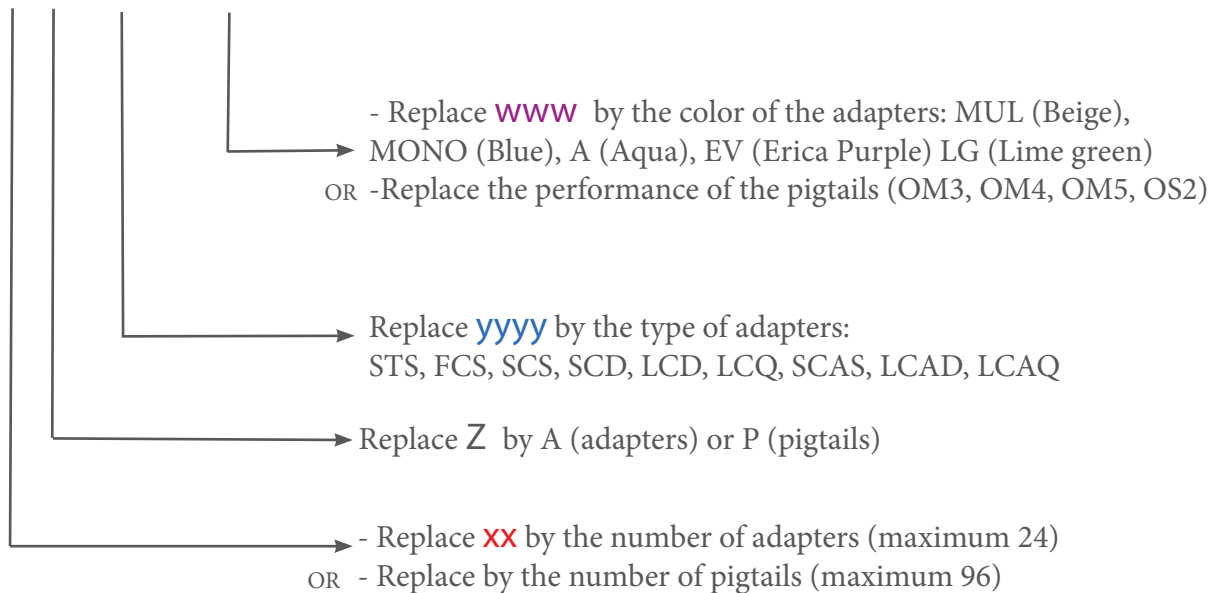 - Replace www by the color of the adapters: MUL (Beige),
MONO (Blue), A (Aqua), EV (Erica Purple) LG (Lime green)
OR -Replace the performance of the pigtails (OM3, OM4, OM5, OS2)
Replace yyyy by the type of adapters:
STS, FCS, SCS, SCD, LCD, LCQ, SCAS, LCAD, LCAQ
Replace Z by A (adapters) or P (pigtails)
- Replace xx by the number of adapters (maximum 24)
OR - Replace by the number of pigtails (maximum 96)